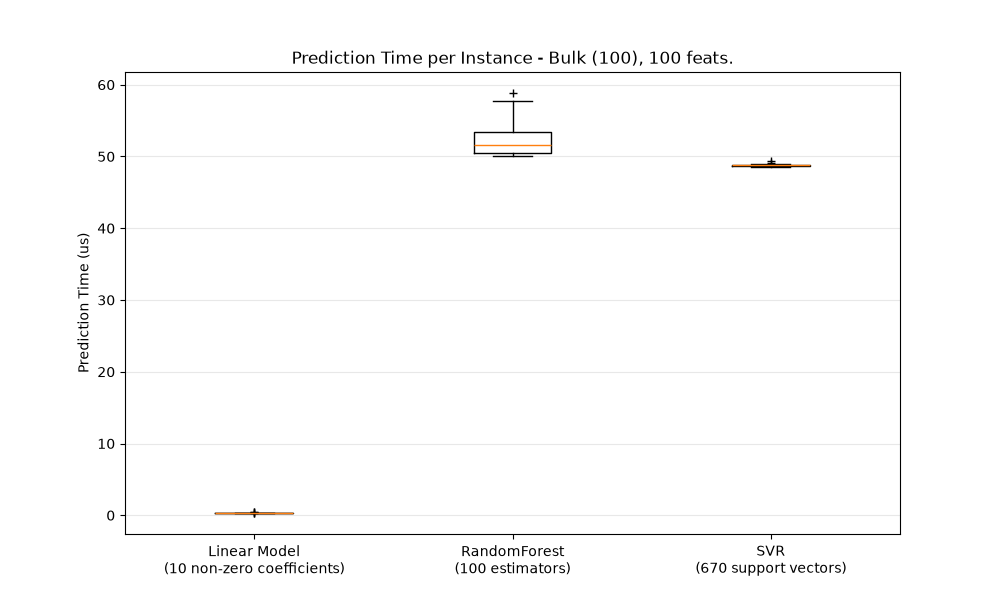 Prediction Time per Instance - Bulk (100), 100 feats.
Prediction Time (us)
60
50
40
30
20
10
0
Linear Model
(10 non-zero coefficients)
RandomForest
(100 estimators)
SVR
(670 support vectors)